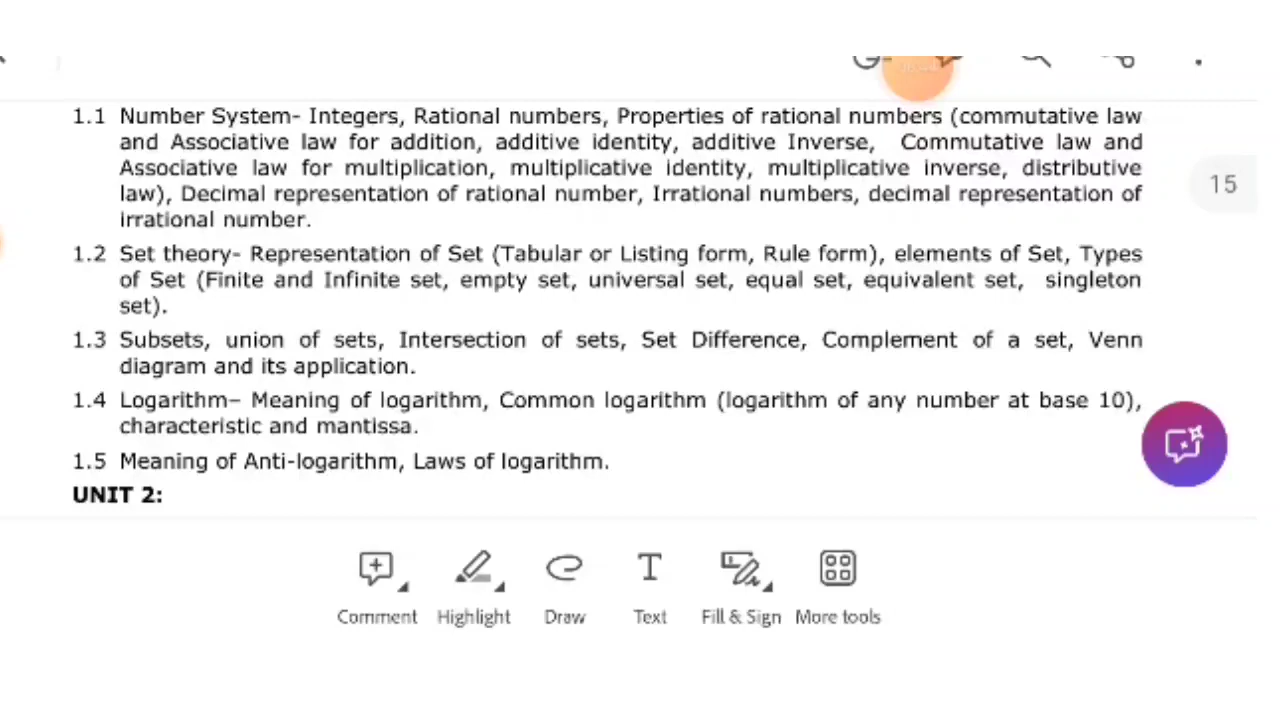 1.1 Number System- Integers, Rational numbers, Properties of rational numbers (commutative law
and Associative law for addition, additive identity, additive Inverse, Commutative law and
Associative law for multiplication, multiplicative identity, multiplicative inverse, distributive
law), Decimal representation of rational number, Irrational numbers, decimal representation of
irrational number.
15
1.2 Set theory- Representation of Set (Tabular or Listing form, Rule form), elements of Set, Types
of Set (Finite and Infinite set, empty set, universal set, equal set, equivalent set, singleton
set).
1.3 Subsets, union of sets, Intersection of sets, Set Difference, Complement of a set, Venn
diagram and its application.
1.4 Logarithm– Meaning of logarithm, Common logarithm (logarithm of any number at base 10),
characteristic and mantissa.
1.5 Meaning of Anti-logarithm, Laws of logarithm.
UNIT 2:
Comment Highlight Draw Text Fill & Sign More tools